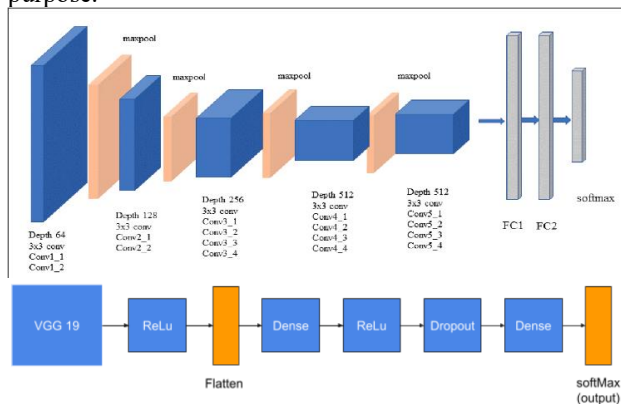 purpose.
maxpool
maxpool
maxpool
maxpool
Depth 64
3x3 conv
Conv1_1
Conv1_2
Depth 128
3x3 conv
Conv2_1
Conv2_2
Depth 256
3x3 conv
Conv3_1
Conv3_2
Conv3_3
Conv3_4
Depth 512
3x3 conv
Conv4_1
Conv4_2
Conv4_3
Conv4_4
Depth 512
3x3 conv
Conv5_1
Conv5_2
Conv5_3
Conv5_4
FC1
FC2
softmax
VGG 19
ReLu
Flatten
Dense
ReLu
Dropout
Dense
softMax
(output)